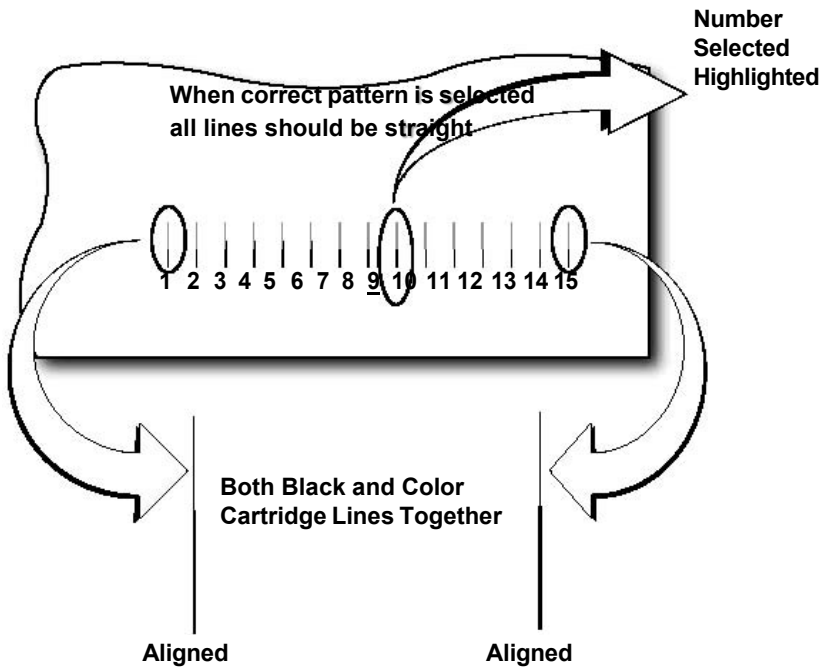 Number
Selected
Highlighted
When correct pattern is selected
all lines should be straight
1 2 3 4 5 6 7 8 9 10 11 12 13 14 15
Both Black and Color
Cartridge Lines Together
Aligned Aligned